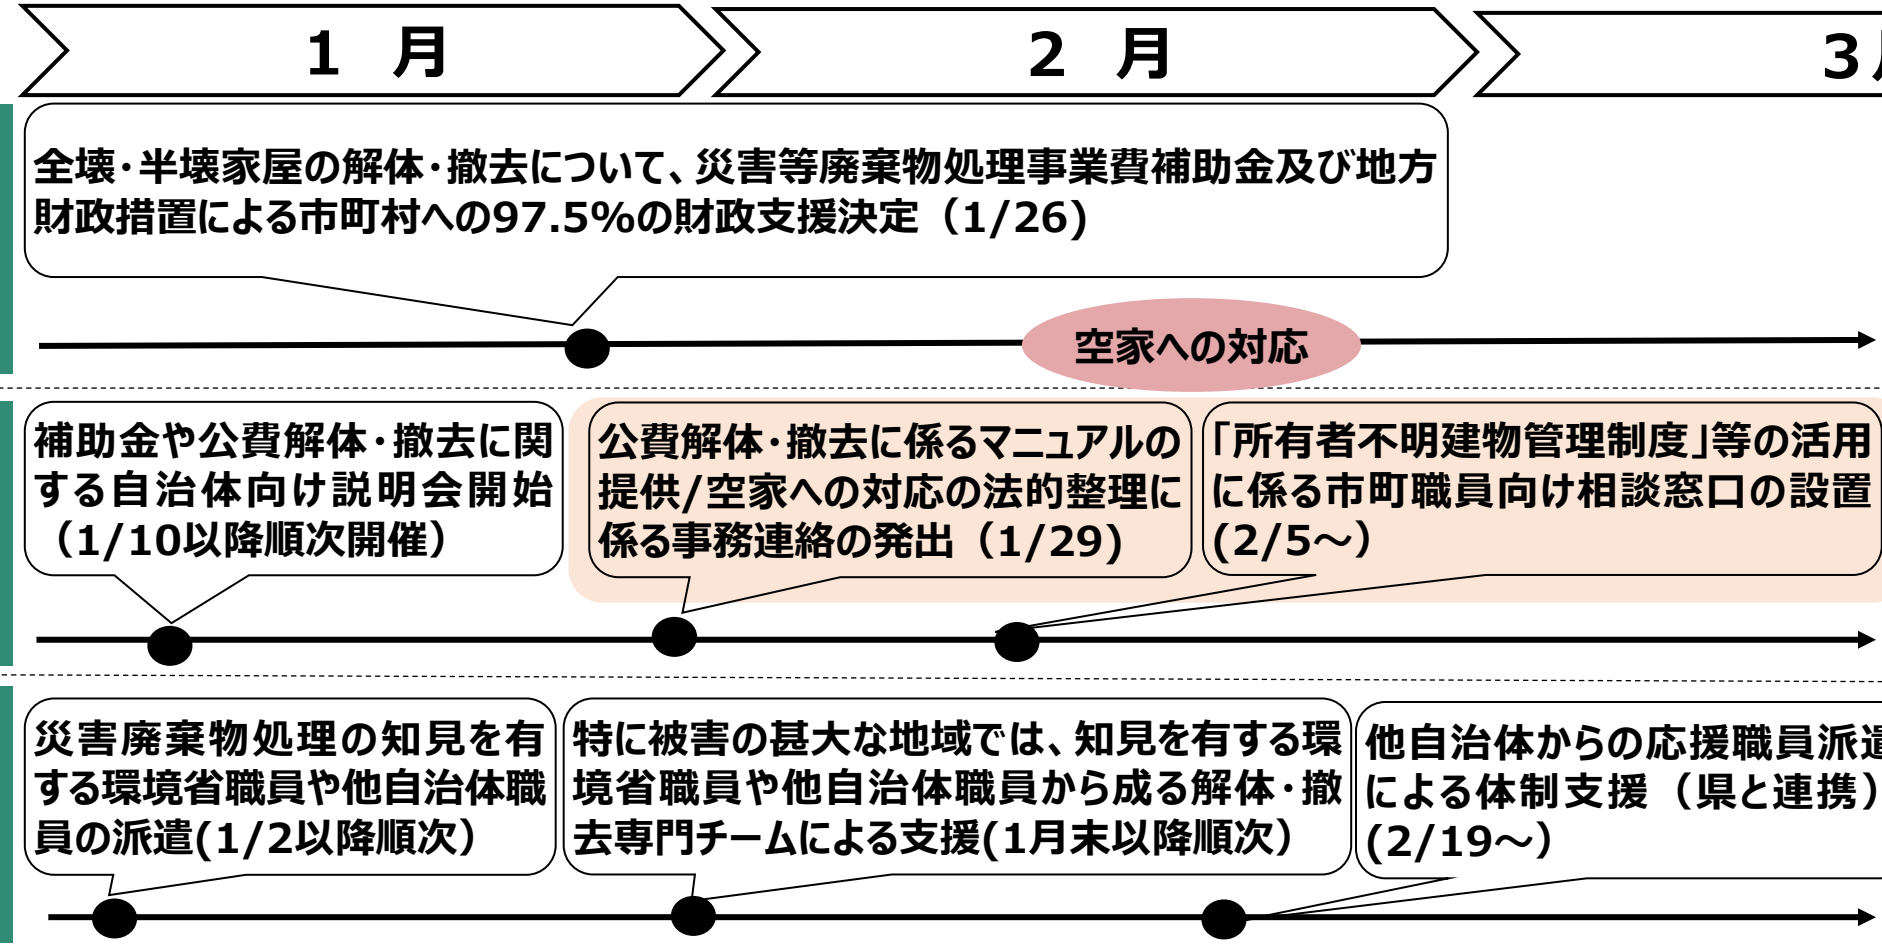 1 月
2 月
3月
全壊･半壊家屋の解体･撤去について、災害等廃棄物処理事業費補助金及び地方
財政措置による市町村への97.5%の財政支援決定（1/26)
空家への対応
補助金や公費解体･撤去に関
する自治体向け説明会開始
（1/10以降順次開催）
公費解体･撤去に係るマニュアルの
提供/空家への対応の法的整理に
係る事務連絡の発出（1/29)
｢所有者不明建物管理制度｣等の活用
に係る市町職員向け相談窓口の設置
(2/5～）
災害廃棄物処理の知見を有
する環境省職員や他自治体職
員の派遣(1/2以降順次）
特に被害の甚大な地域では、知見を有する環
境省職員や他自治体職員から成る解体･撤
去専門チームによる支援(1月末以降順次）
他自治体からの応援職員派遣
による体制支援（県と連携）
(2/19～）